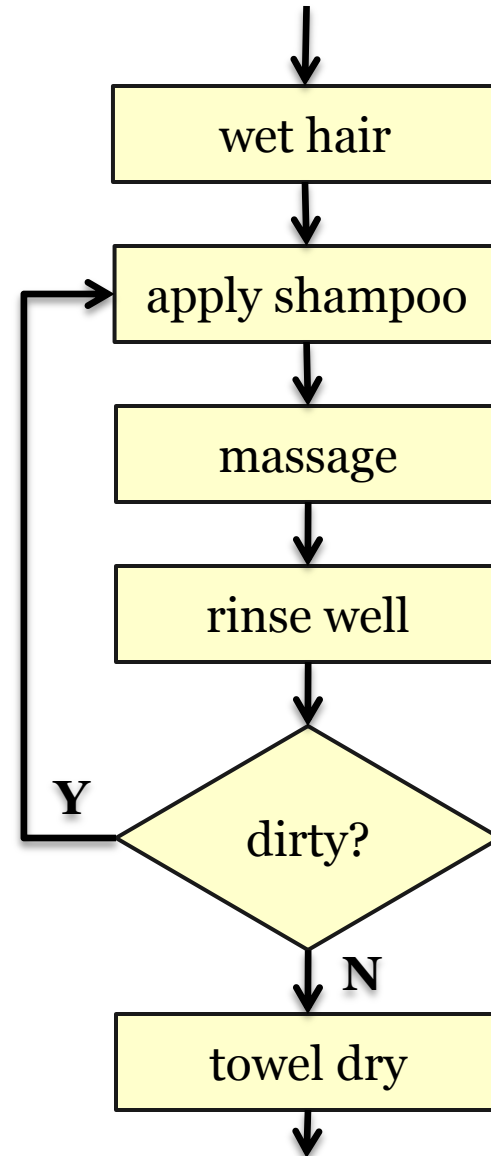 wet hair
apply shampoo
massage
rinse well
Y
dirty?
N
towel dry